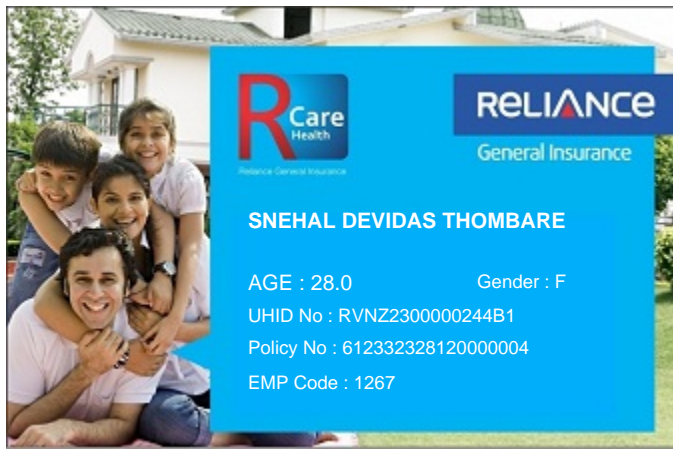 R Care
Health
Reliance General Insurance
RELIANCE
General Insurance
SNEHAL DEVIDAS THOMBARE
AGE : 28.0 Gender : F
UHID No : RVNZ2300000244B1
Policy No : 612332328120000004
EMP Code : 1267